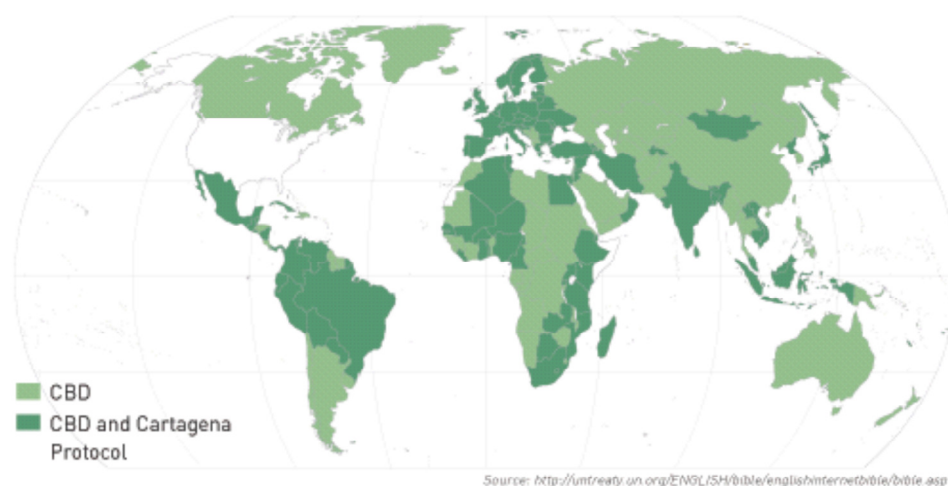 CBD
CBD and Cartagena
Protocol
Source: http://untreaty.un.org/ENGLISH/bible/englishinternetbible/bible.asp